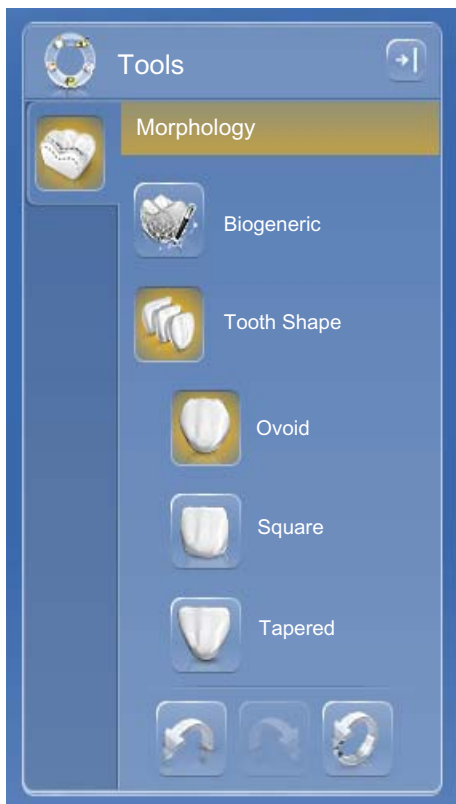 Tools
Morphology
Biogeneric
Tooth Shape
Ovoid
Square
Tapered